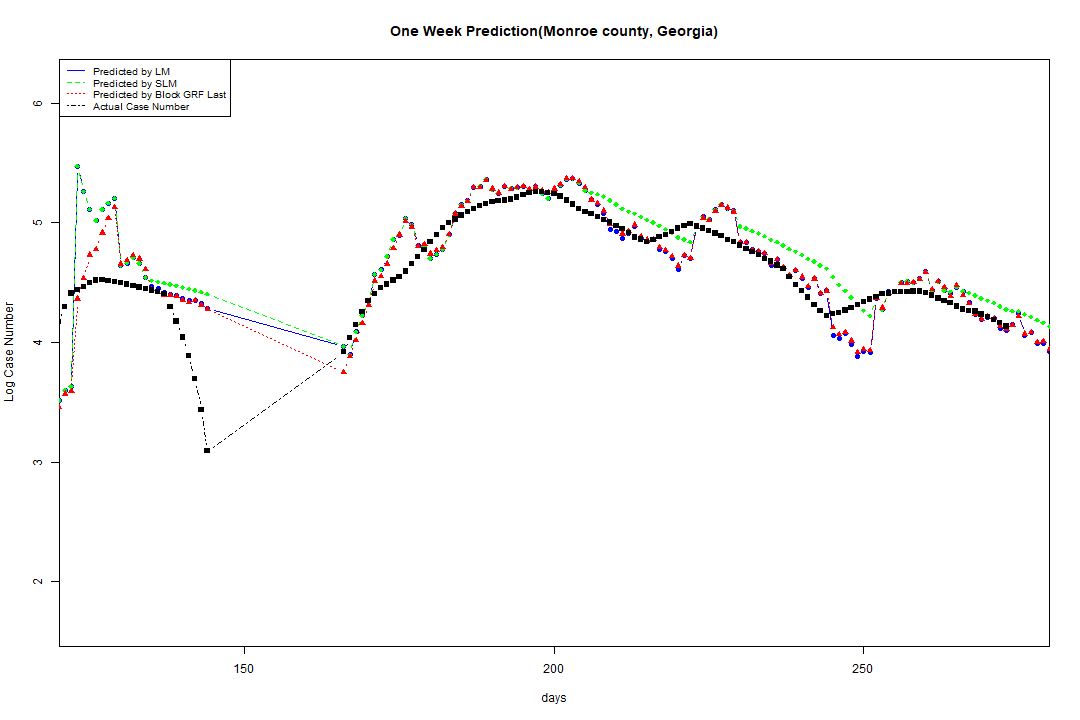 One Week Prediction(Monroe county, Georgia)
Predicted by LM
Predicted by SLM
Predicted by Block GRF Last
Actual Case Number
6
5
4
3
2
Log Case Number
150
200
250
days